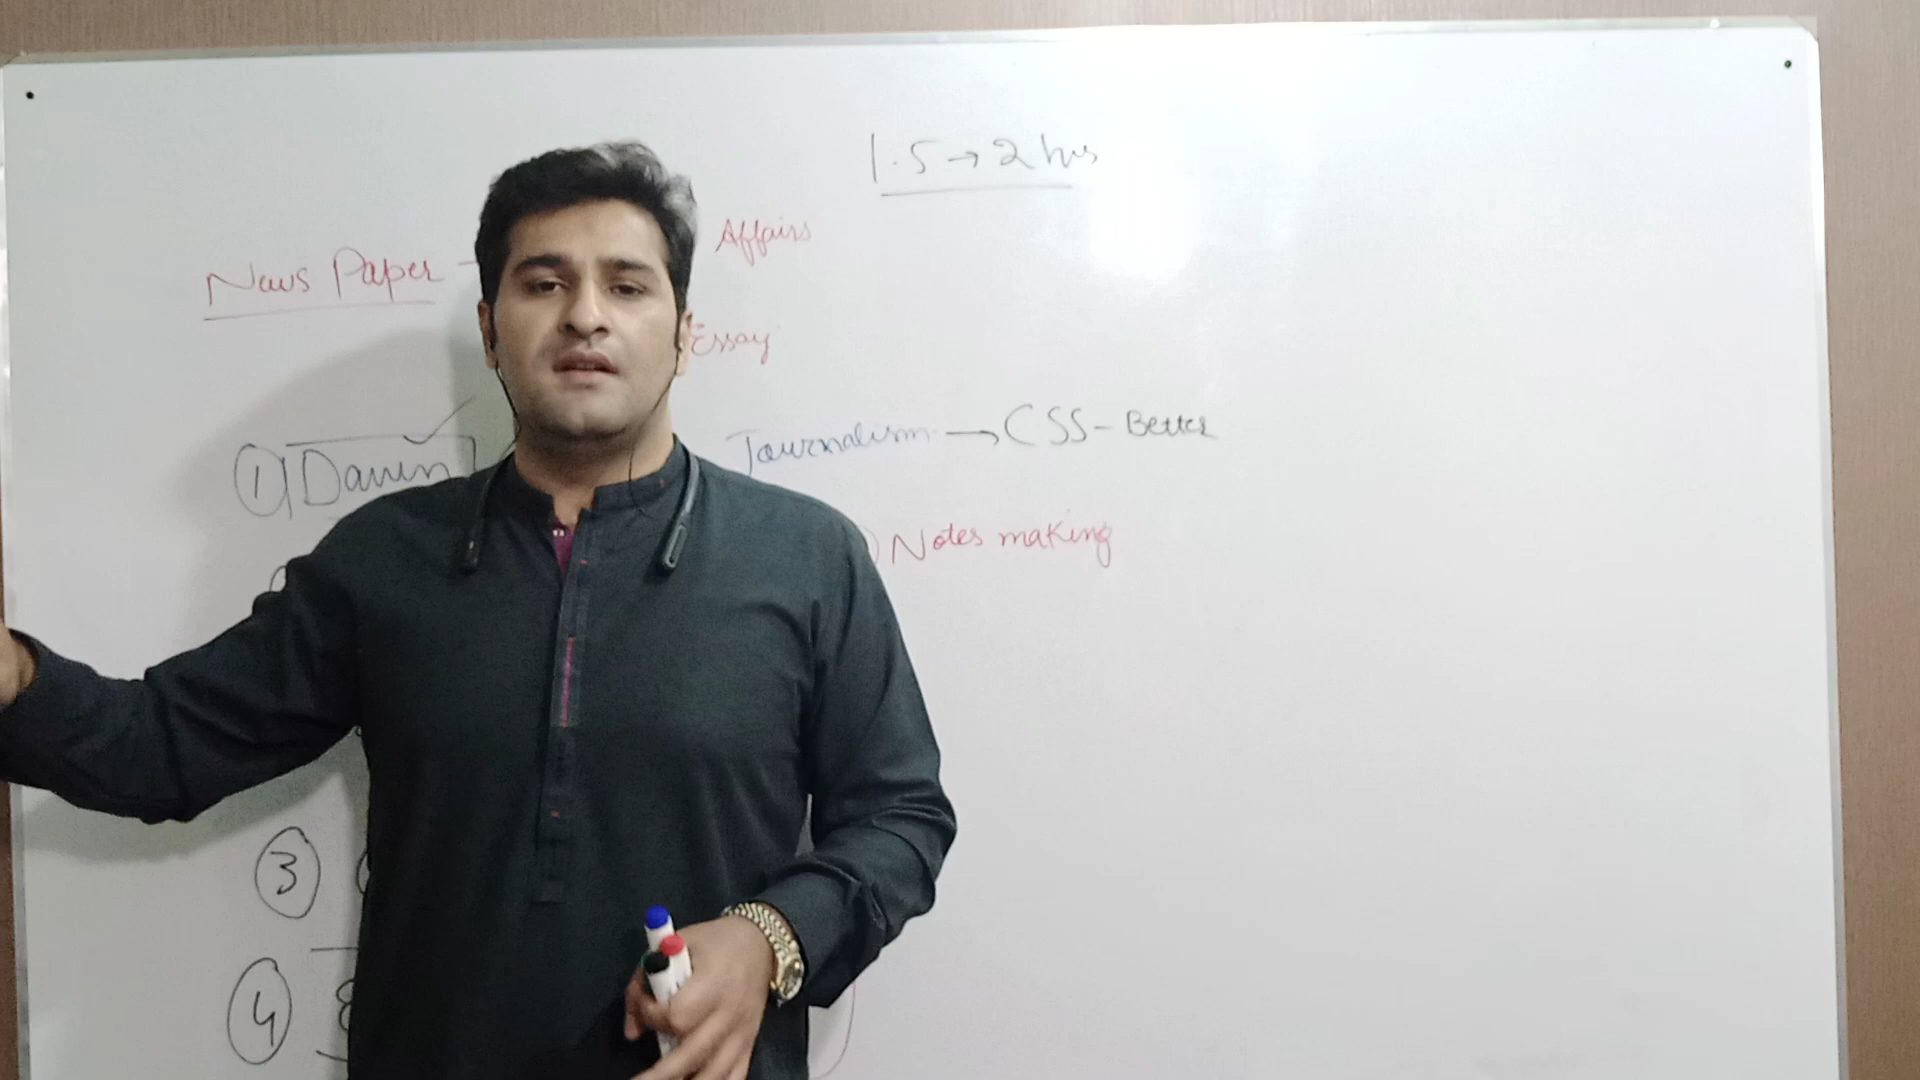 1.5 → 2 hrs
News Paper -
Affairs
Essay
1 Dawn
Journalism → CSS - Better
Notes making
3
4